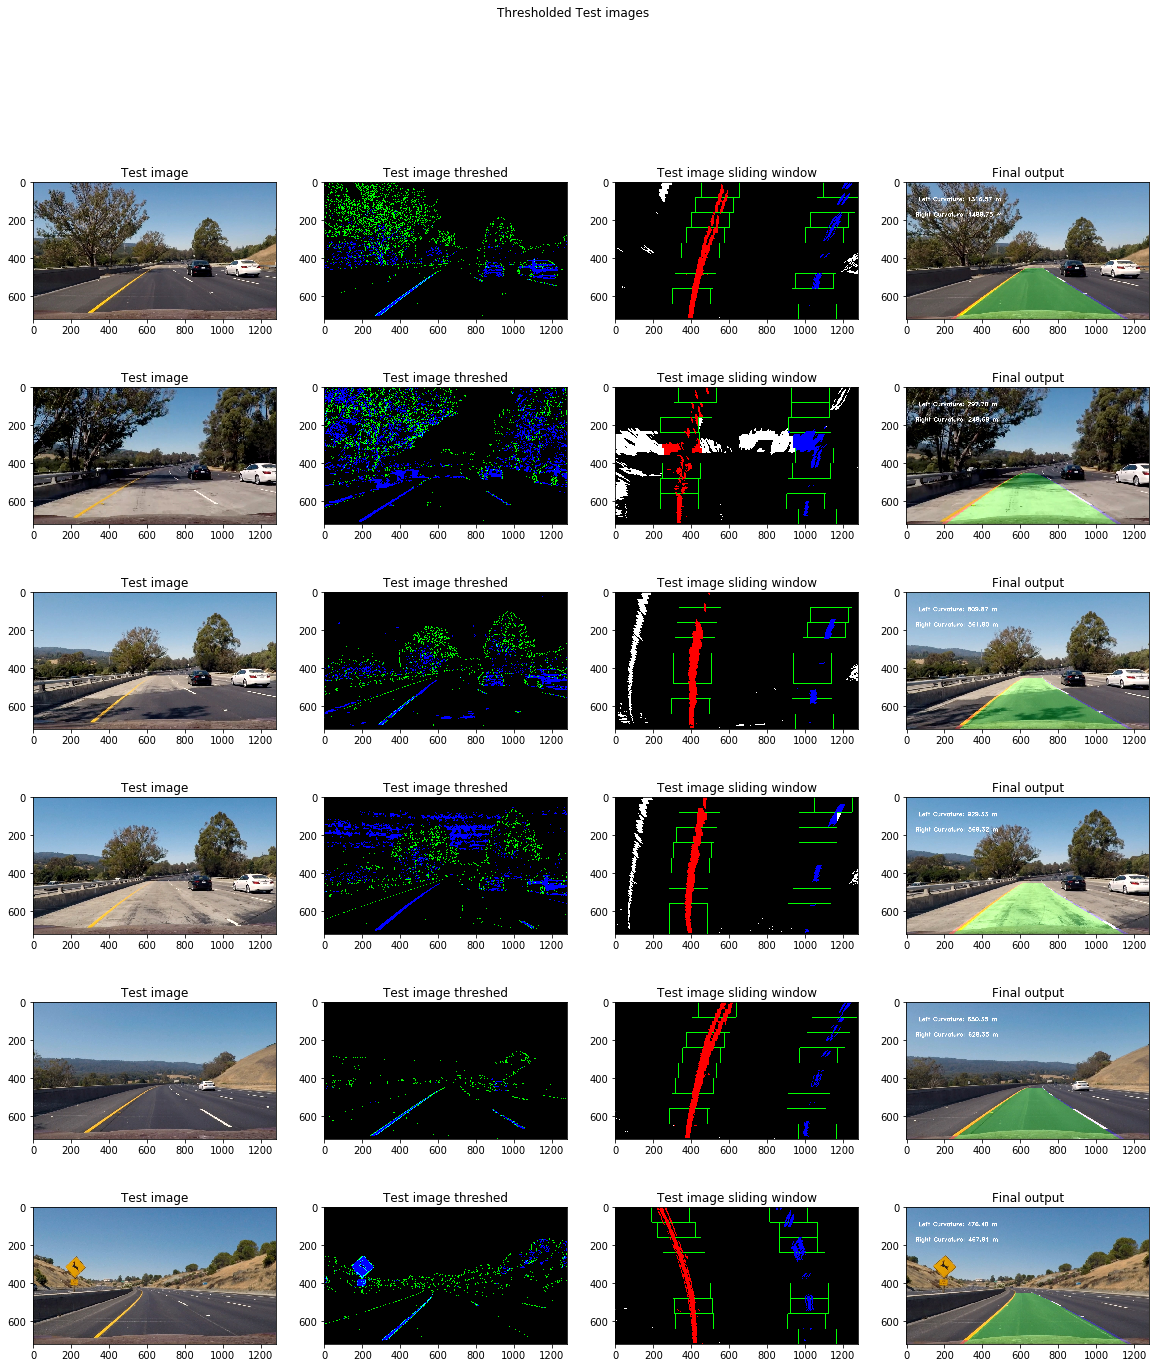 Thresholded Test images
Test image Test image threshed Test image sliding window Final output
0 0 0 0
Left Curvature: 1316.57 m
200 200 200 200
Right Curvature: 1488.75 m
400 400 400 400
600 600 600 600
0 200 400 600 800 1000 1200 0 200 400 600 800 1000 1200 0 200 400 600 800 1000 1200 0 200 400 600 800 1000 1200
Test image Test image threshed Test image sliding window Final output
0 0 0 0
Left Curvature: 297.70 m
200 200 200 200
Right Curvature: 248.68 m
400 400 400 400
600 600 600 600
0 200 400 600 800 1000 1200 0 200 400 600 800 1000 1200 0 200 400 600 800 1000 1200 0 200 400 600 800 1000 1200
Test image Test image threshed Test image sliding window Final output
0 0 0 0
Left Curvature: 809.87 m
200 200 200 200
Right Curvature: 361.80 m
400 400 400 400
600 600 600 600
0 200 400 600 800 1000 1200 0 200 400 600 800 1000 1200 0 200 400 600 800 1000 1200 0 200 400 600 800 1000 1200
Test image Test image threshed Test image sliding window Final output
0 0 0 0
Left Curvature: 829.33 m
200 200 200 200
Right Curvature: 368.32 m
400 400 400 400
600 600 600 600
0 200 400 600 800 1000 1200 0 200 400 600 800 1000 1200 0 200 400 600 800 1000 1200 0 200 400 600 800 1000 1200
Test image Test image threshed Test image sliding window Final output
0 0 0 0
Left Curvature: m
200 200 200 200
Right Curvature: 628.35 m
400 400 400 400
600 600 600 600
0 200 400 600 800 1000 1200 0 200 400 600 800 1000 1200 0 200 400 600 800 1000 1200 0 200 400 600 800 1000 1200
Test image Test image threshed Test image sliding window Final output
0 0 0 0
Left Curvature: 476.40 m
200 200 200 200
Right Curvature: 467.81 m
400 400 400 400
600 600 600 600
0 200 400 600 800 1000 1200 0 200 400 600 800 1000 1200 0 200 400 600 800 1000 1200 0 200 400 600 800 1000 1200